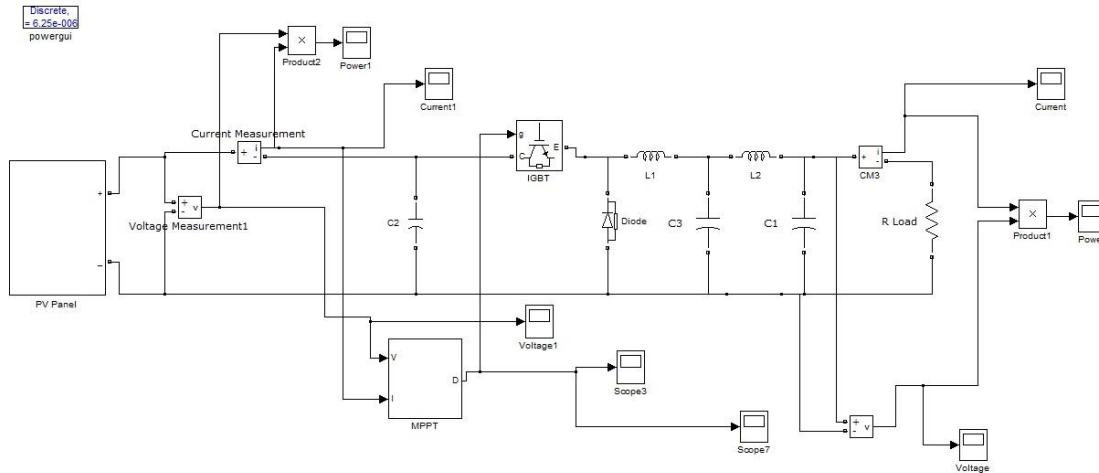 Discrete,
= 6.25e-006
powergui
×
Product2
Power1
Current1
Current
Current Measurement
+
i
-
g
C
E
IGBT
L1
L2
+
i
-
CM3
+
-
v
Voltage Measurement1
+
–
PV Panel
C2
Diode
C3
C1
R Load
×
Product1
Voltage1
V
I
D
MPPT
Scope3
Scope7
+
-
v
Voltage